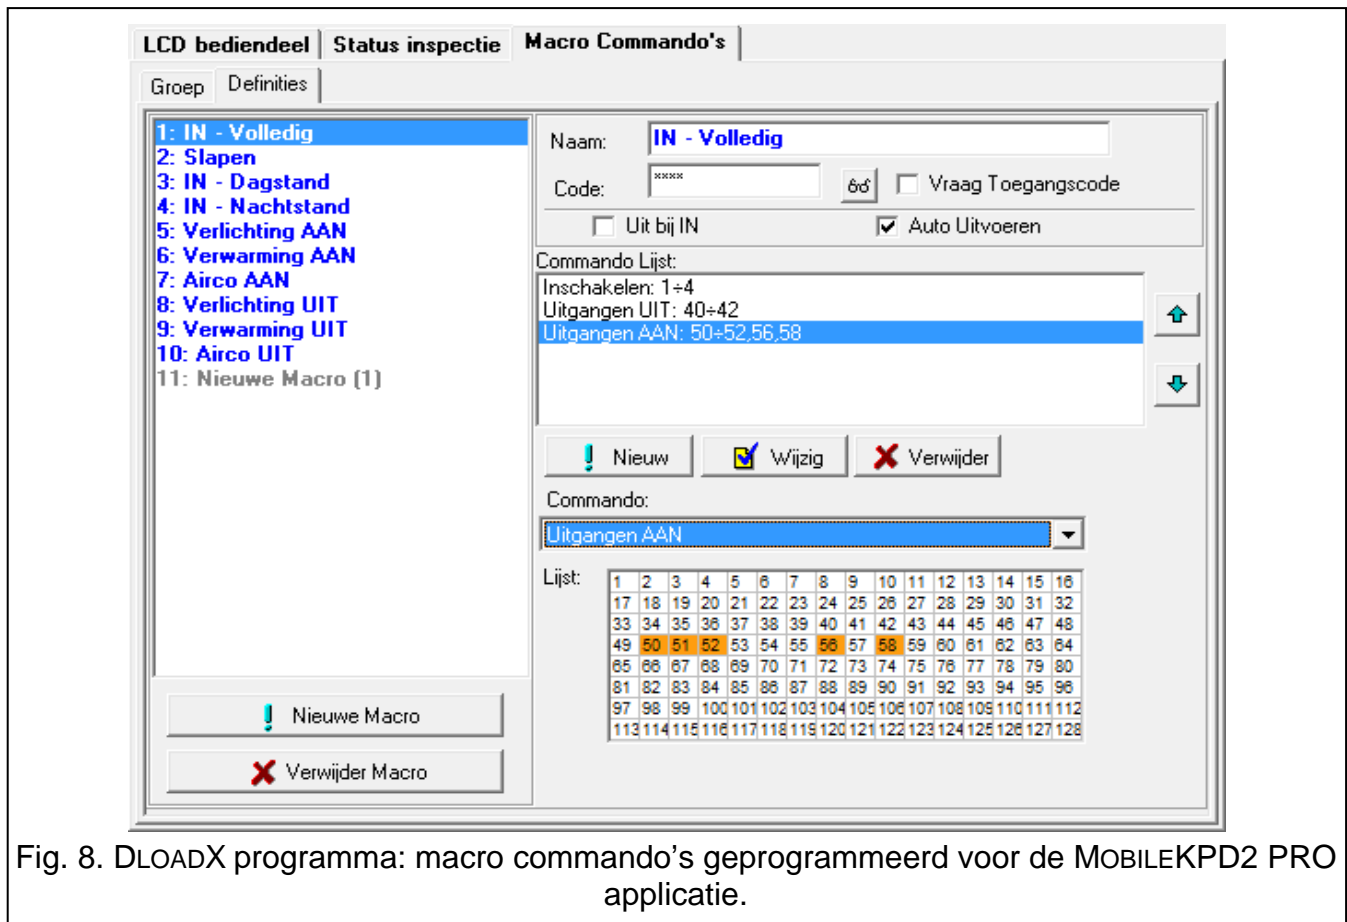 LCD bediendeel Status inspectie Macro Commando's
Groep Definities
1: IN - Volledig
2: Slapen
3: IN - Dagstand
4: IN - Nachtstand
5: Verlichting AAN
6: Verwarming AAN
7: Airco AAN
8: Verlichting UIT
9: Verwarming UIT
10: Airco UIT
11: Nieuwe Macro (1)
Nieuwe Macro
Verwijder Macro
Naam: IN - Volledig
Code: **** Vraag Toegangscode
Uit bij IN Auto Uitvoeren
Commando Lijst:
Inschakelen: 1÷4
Uitgangen UIT: 40÷42
Uitgangen AAN: 50÷52,56,58
Nieuw Wijzig Verwijder
Commando:
Uitgangen AAN
Lijst:
1 2 3 4 5 6 7 8 9 10 11 12 13 14 15 16
17 18 19 20 21 22 23 24 25 26 27 28 29 30 31 32
33 34 35 36 37 38 39 40 41 42 43 44 45 46 47 48
49 50 51 52 53 54 55 56 57 58 59 60 61 62 63 64
65 66 67 68 69 70 71 72 73 74 75 76 77 78 79 80
81 82 83 84 85 86 87 88 89 90 91 92 93 94 95 96
97 98 99 100 101 102 103 104 105 106 107 108 109 110 111 112
113 114 115 116 117 118 119 120 121 122 123 124 125 126 127 128
Fig. 8. DLOADX programma: macro commando's geprogrammeerd voor de MOBILEKPD2 PRO
applicatie.